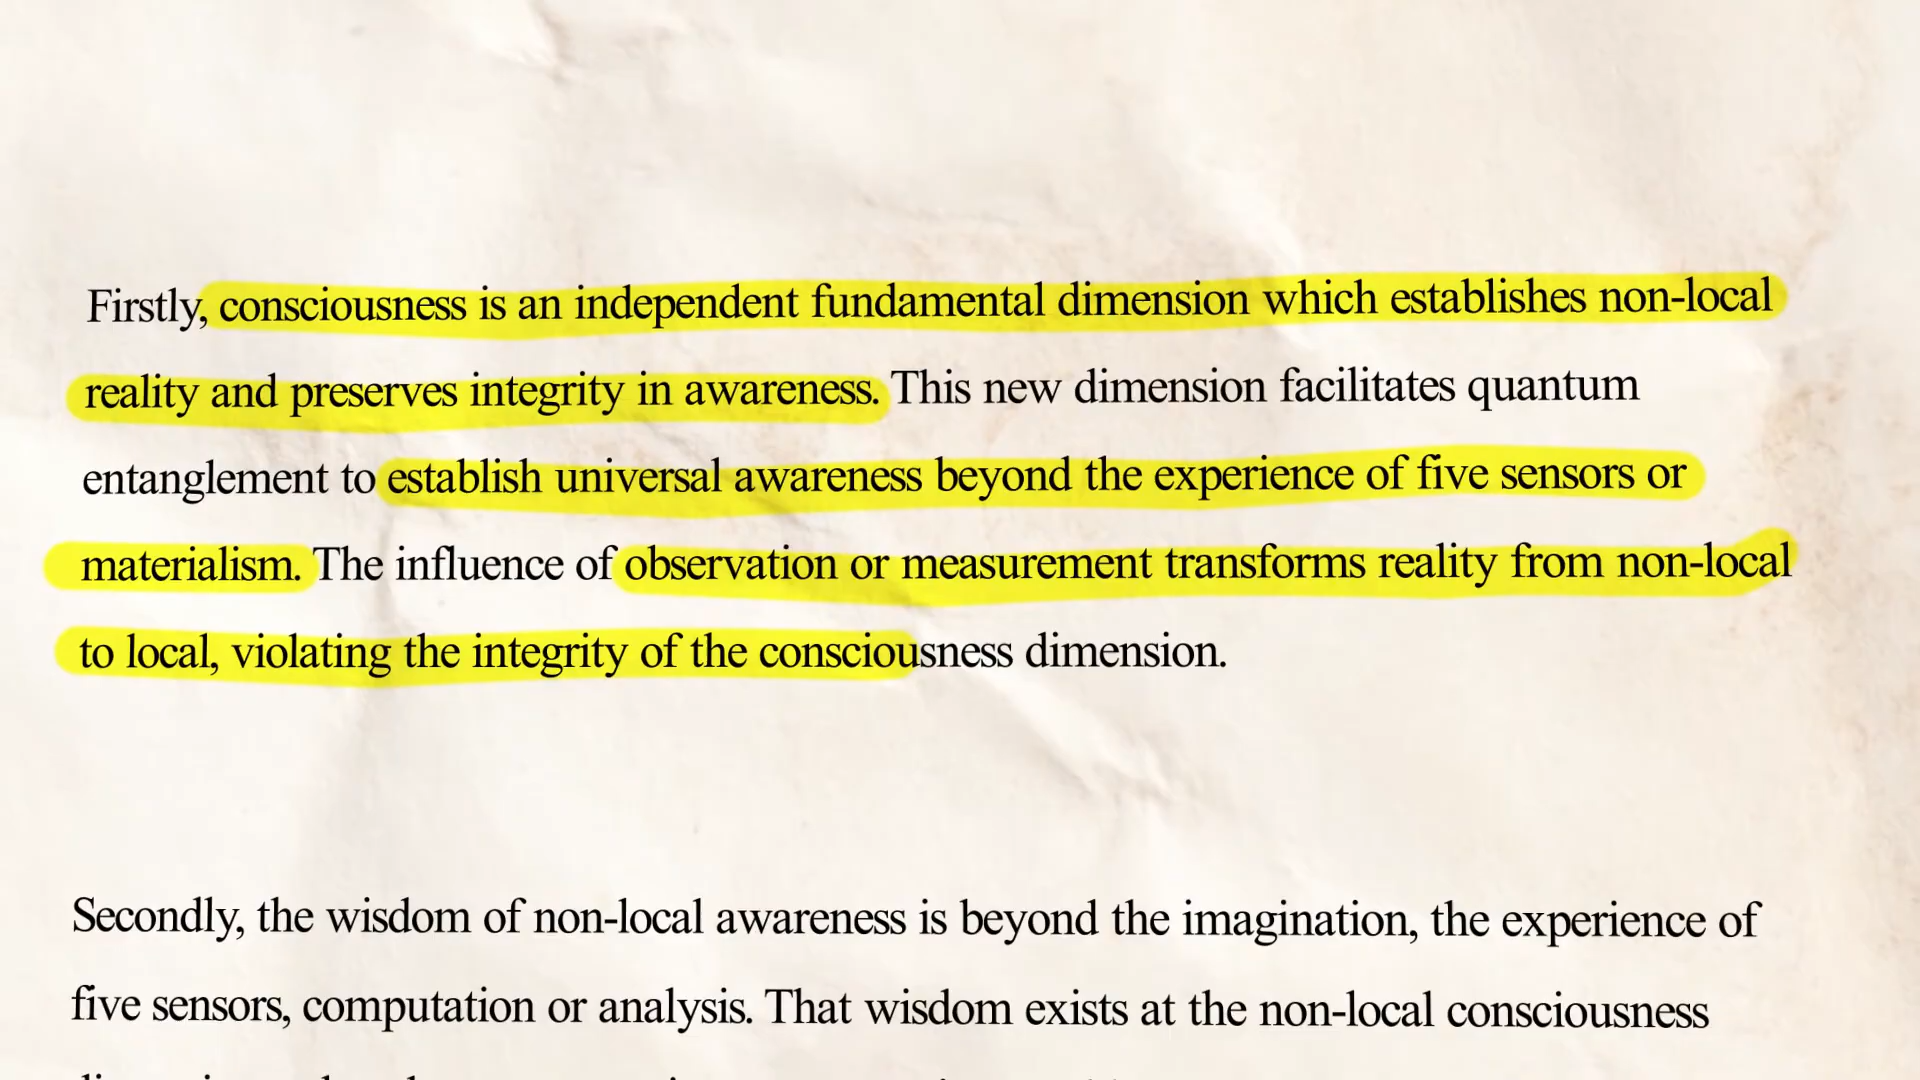 Firstly, consciousness is an independent fundamental dimension which establishes non-local
reality and preserves integrity in awareness. This new dimension facilitates quantum
entanglement to establish universal awareness beyond the experience of five sensors or
materialism. The influence of observation or measurement transforms reality from non-local
to local, violating the integrity of the consciousness dimension.
Secondly, the wisdom of non-local awareness is beyond the imagination, the experience of
five sensors, computation or analysis. That wisdom exists at the non-local consciousness